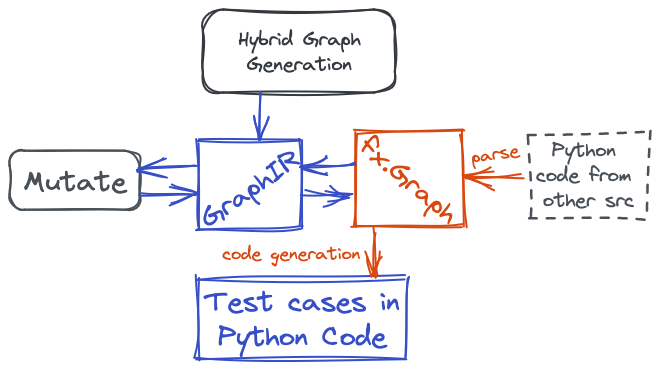 Hybrid Graph
Generation
Mutate
GraphIR
fx.Graph
parse
Python
code from
other src
code generation
Test cases in
Python Code